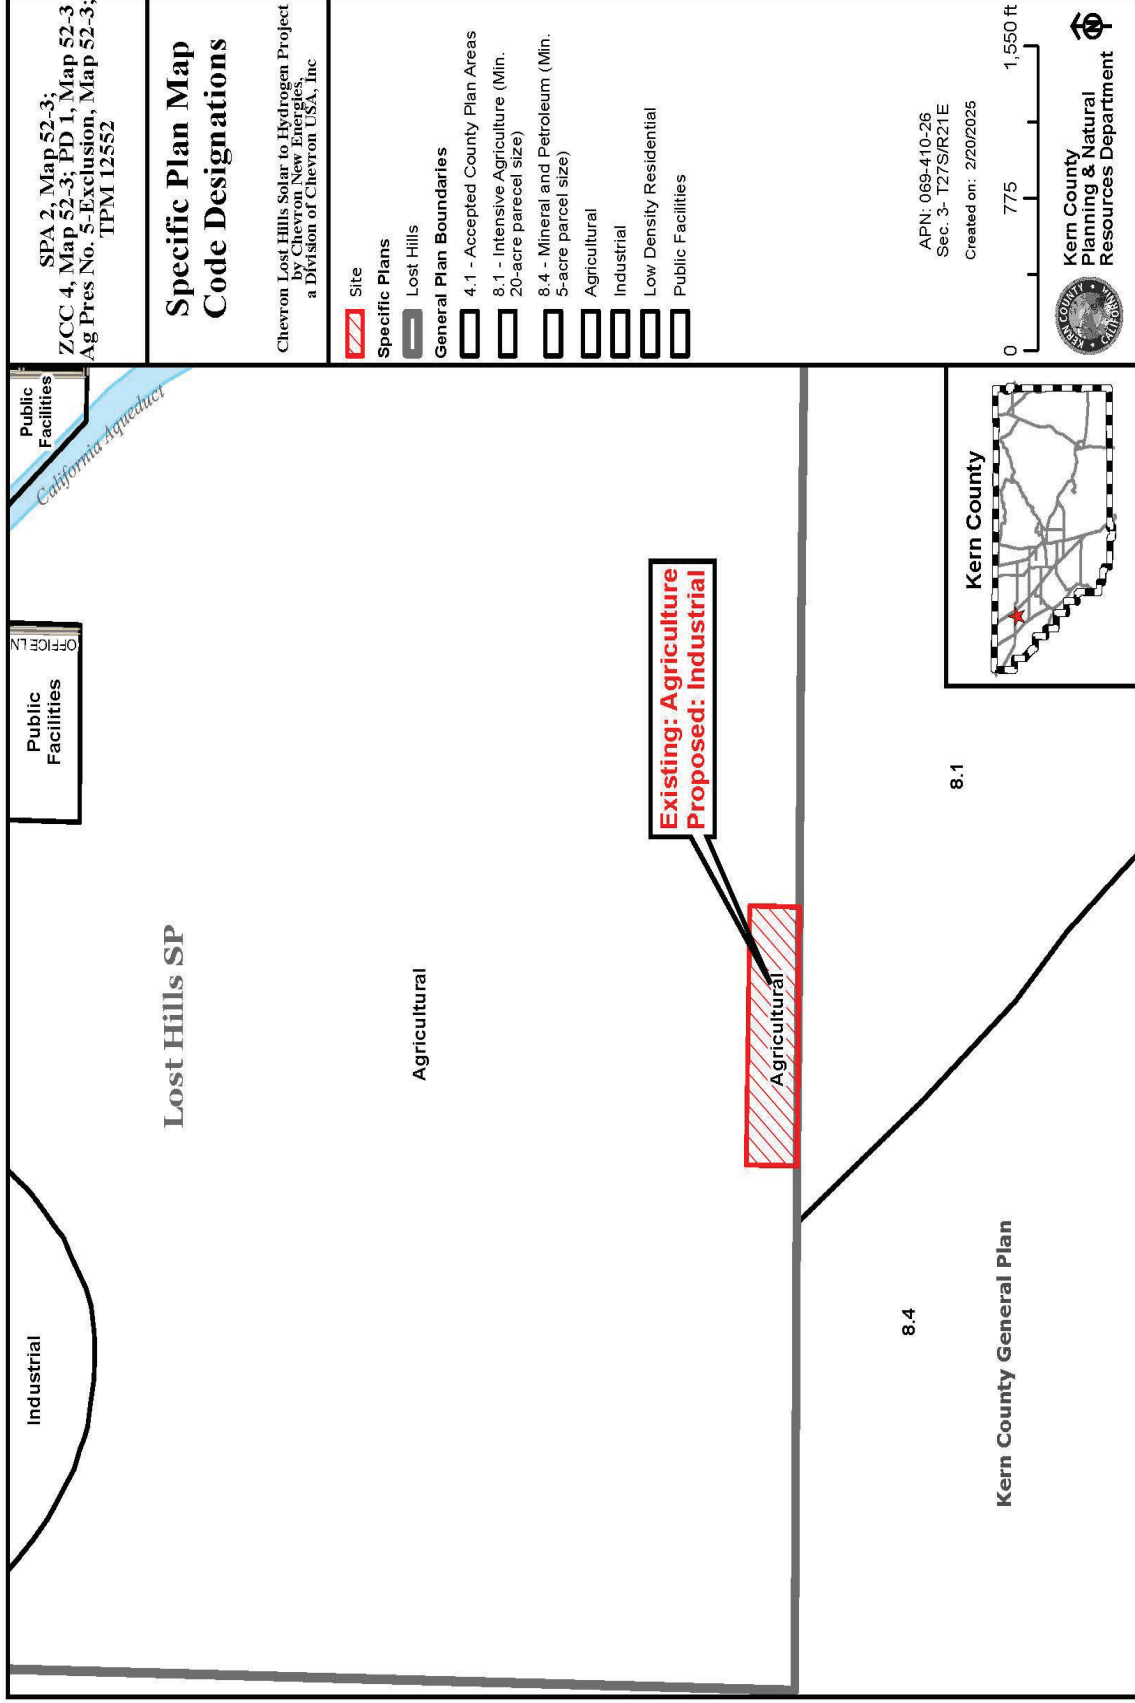 SPA 2, Map 52-3;
ZCC 4, Map 52-3; PD 1, Map 52-3
Ag Pres No. 5-Exclusion, Map 52-3;
TPM 12552
Specific Plan Map
Code Designations
Chevron Lost Hills Solar to Hydrogen Project
by Chevron New Energies,
a Division of Chevron USA, Inc
Site
Specific Plans
Lost Hills
General Plan Boundaries
4.1 - Accepted County Plan Areas
8.1 - Intensive Agriculture (Min.
20-acre parecel size)
8.4 - Mineral and Petroleum (Min.
5-acre parcel size)
Agricultural
Industrial
Low Density Residential
Public Facilities
APN: 069-410-26
Sec. 3- T27S/R21E
Created on: 2/20/2025
0 775 1,550 ft
N
KERN COUNTY
CALIFORNIA
Kern County
Planning & Natural
Resources Department
Industrial
Public
Facilities
OFFICE LN
Public
Facilities
California Aqueduct
Lost Hills SP
Agricultural
Existing: Agriculture
Proposed: Industrial
Agricultural
8.4
8.1
Kern County General Plan
Kern County